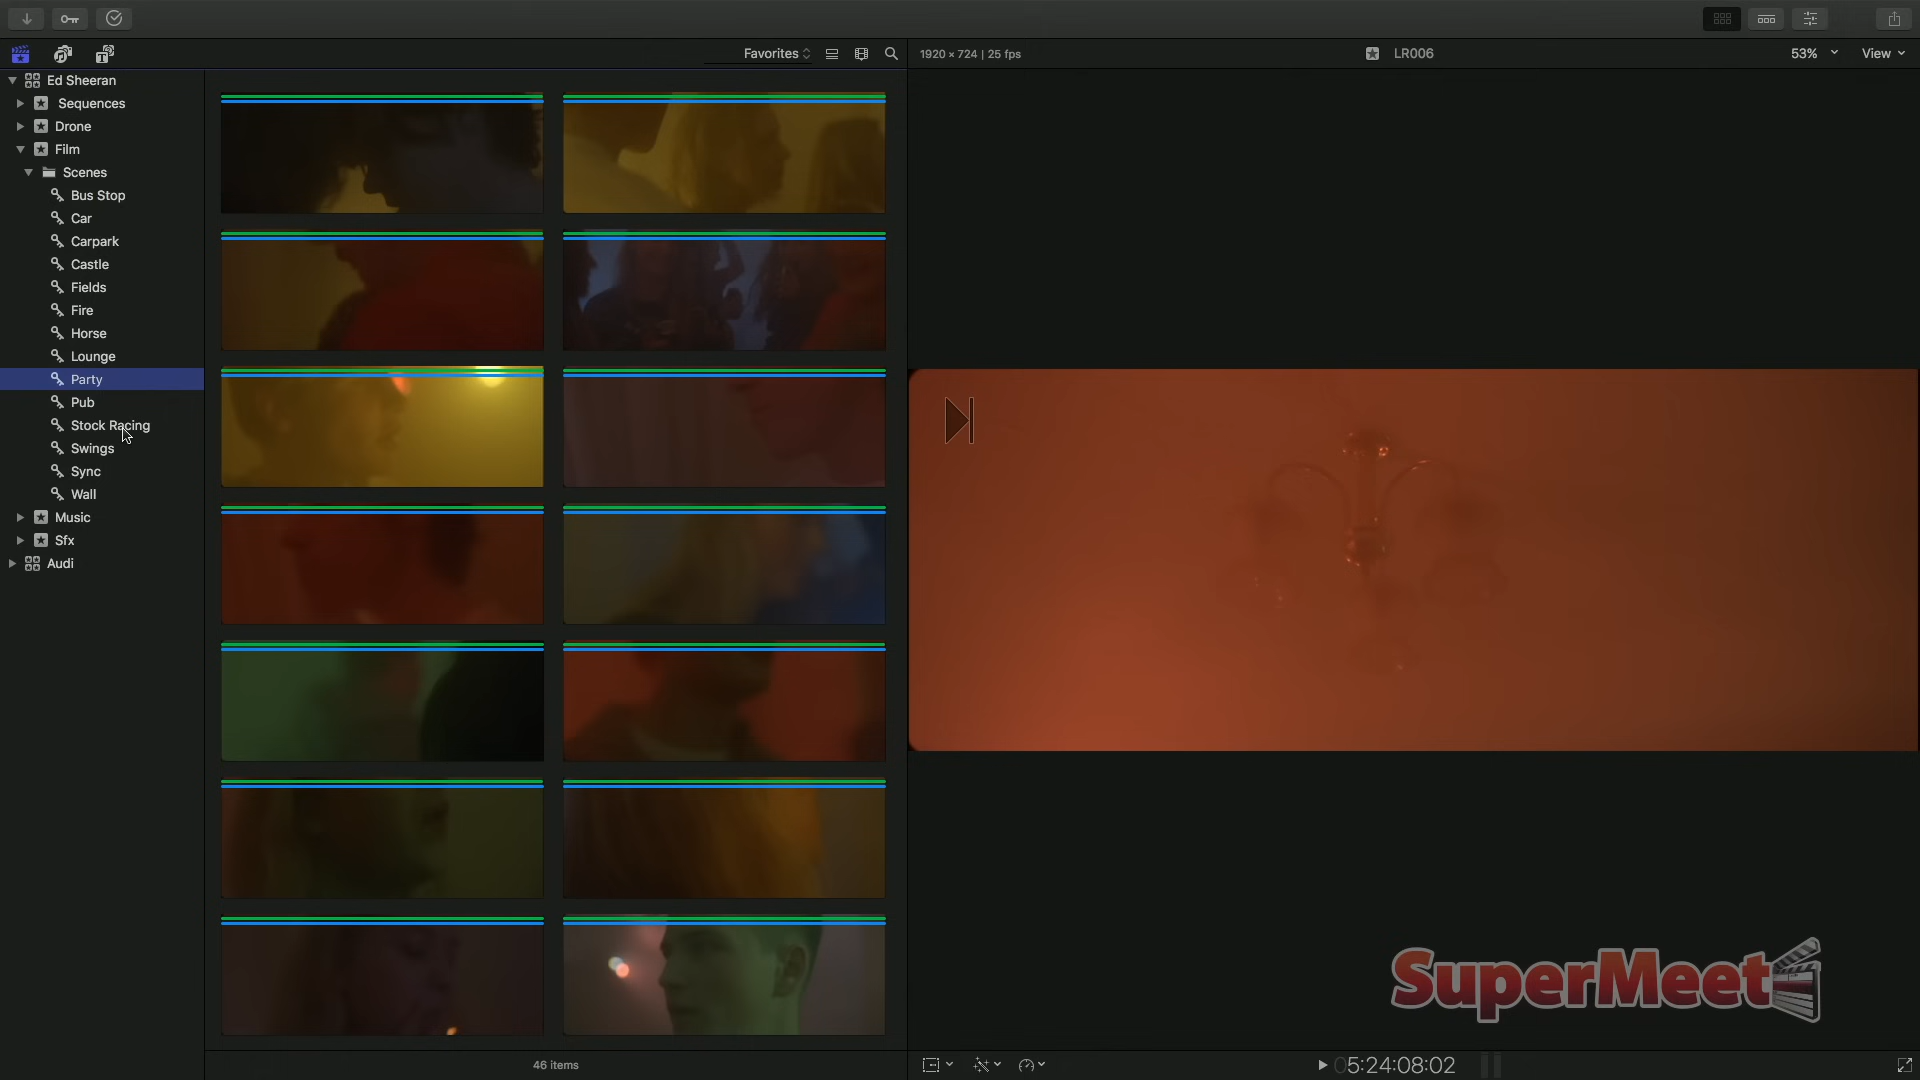 Favorites
1920 × 724 | 25 fps
LR006
53%
View
Ed Sheeran
Sequences
Drone
Film
Scenes
Bus Stop
Car
Carpark
Castle
Fields
Fire
Horse
Lounge
Party
Pub
Stock Racing
Swings
Sync
Wall
Music
Sfx
Audi
SuperMeet
46 items
05:24:08:02